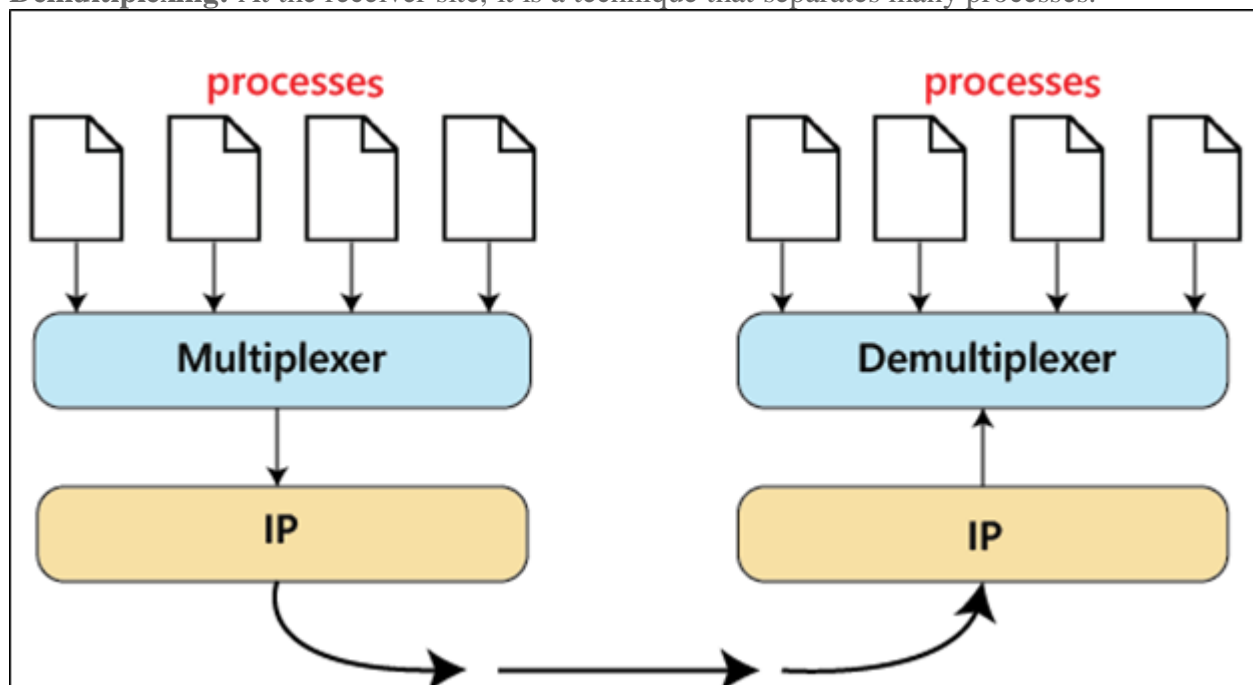 Demultiplexing: At the receiver site, it is a technique that separates many processes.
processes processes
Multiplexer Demultiplexer
IP IP